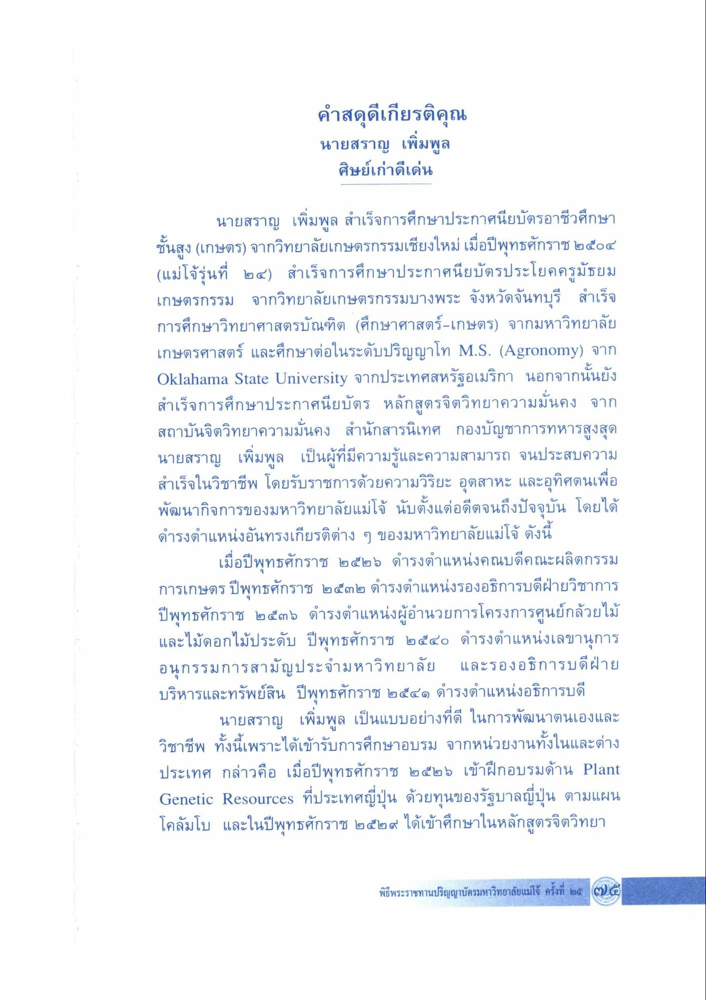 คำสดุดีเกียรติคุณ
นายสราญ เพิ่มพูล
ศิษย์เก่าดีเด่น
นายสราญ เพิ่มพูล สำเร็จการศึกษาประกาศนียบัตรอาชีวศึกษา
ชั้นสูง (เกษตร) จากวิทยาลัยเกษตรกรรมเชียงใหม่ เมื่อปีพุทธศักราช ๒๕๐๔
(แม่โจ้รุ่นที่ ๒๔) สำเร็จการศึกษาประกาศนียบัตรประโยคครูมัธยม
เกษตรกรรม จากวิทยาลัยเกษตรกรรมบางพระ จังหวัดจันทบุรี สำเร็จ
การศึกษาวิทยาศาสตรบัณฑิต (ศึกษาศาสตร์-เกษตร) จากมหาวิทยาลัย
เกษตรศาสตร์ และศึกษาต่อในระดับปริญญาโท M.S. (Agronomy) จาก
Oklahama State University จากประเทศสหรัฐอเมริกา นอกจากนั้นยัง
สำเร็จการศึกษาประกาศนียบัตร หลักสูตรจิตวิทยาความมั่นคง จาก
สถาบันจิตวิทยาความมั่นคง สำนักสารนิเทศ กองบัญชาการทหารสูงสุด
นายสราญ เพิ่มพูล เป็นผู้ที่มีความรู้และความสามารถ จนประสบความ
สำเร็จในวิชาชีพ โดยรับราชการด้วยความวิริยะ อุตสาหะ และอุทิศตนเพื่อ
พัฒนากิจการของมหาวิทยาลัยแม่โจ้ นับตั้งแต่อดีตจนถึงปัจจุบัน โดยได้
ดำรงตำแหน่งอันทรงเกียรติต่าง ๆ ของมหาวิทยาลัยแม่โจ้ ดังนี้
เมื่อปีพุทธศักราช ๒๕๒๖ ดำรงตำแหน่งคณบดีคณะผลิตกรรม
การเกษตร ปีพุทธศักราช ๒๕๓๒ ดำรงตำแหน่งรองอธิการบดีฝ่ายวิชาการ
ปีพุทธศักราช ๒๕๓๖ ดำรงตำแหน่งผู้อำนวยการโครงการศูนย์กล้วยไม้
และไม้ดอกไม้ประดับ ปีพุทธศักราช ๒๕๔๐ ดำรงตำแหน่งเลขานุการ
อนุกรรมการสามัญประจำมหาวิทยาลัย และรองอธิการบดีฝ่าย
บริหารและทรัพย์สิน ปีพุทธศักราช ๒๕๔๑ ดำรงตำแหน่งอธิการบดี
นายสราญ เพิ่มพูล เป็นแบบอย่างที่ดี ในการพัฒนาตนเองและ
วิชาชีพ ทั้งนี้เพราะได้เข้ารับการศึกษาอบรม จากหน่วยงานทั้งในและต่าง
ประเทศ กล่าวคือ เมื่อปีพุทธศักราช ๒๕๒๖ เข้าฝึกอบรมด้าน Plant
Genetic Resources ที่ประเทศญี่ปุ่น ด้วยทุนของรัฐบาลญี่ปุ่น ตามแผน
โคลัมโบ และในปีพุทธศักราช ๒๕๒๙ ได้เข้าศึกษาในหลักสูตรจิตวิทยา
พิธีพระราชทานปริญญาบัตรมหาวิทยาลัยแม่โจ้ ครั้งที่ ๒๕ ๗๕